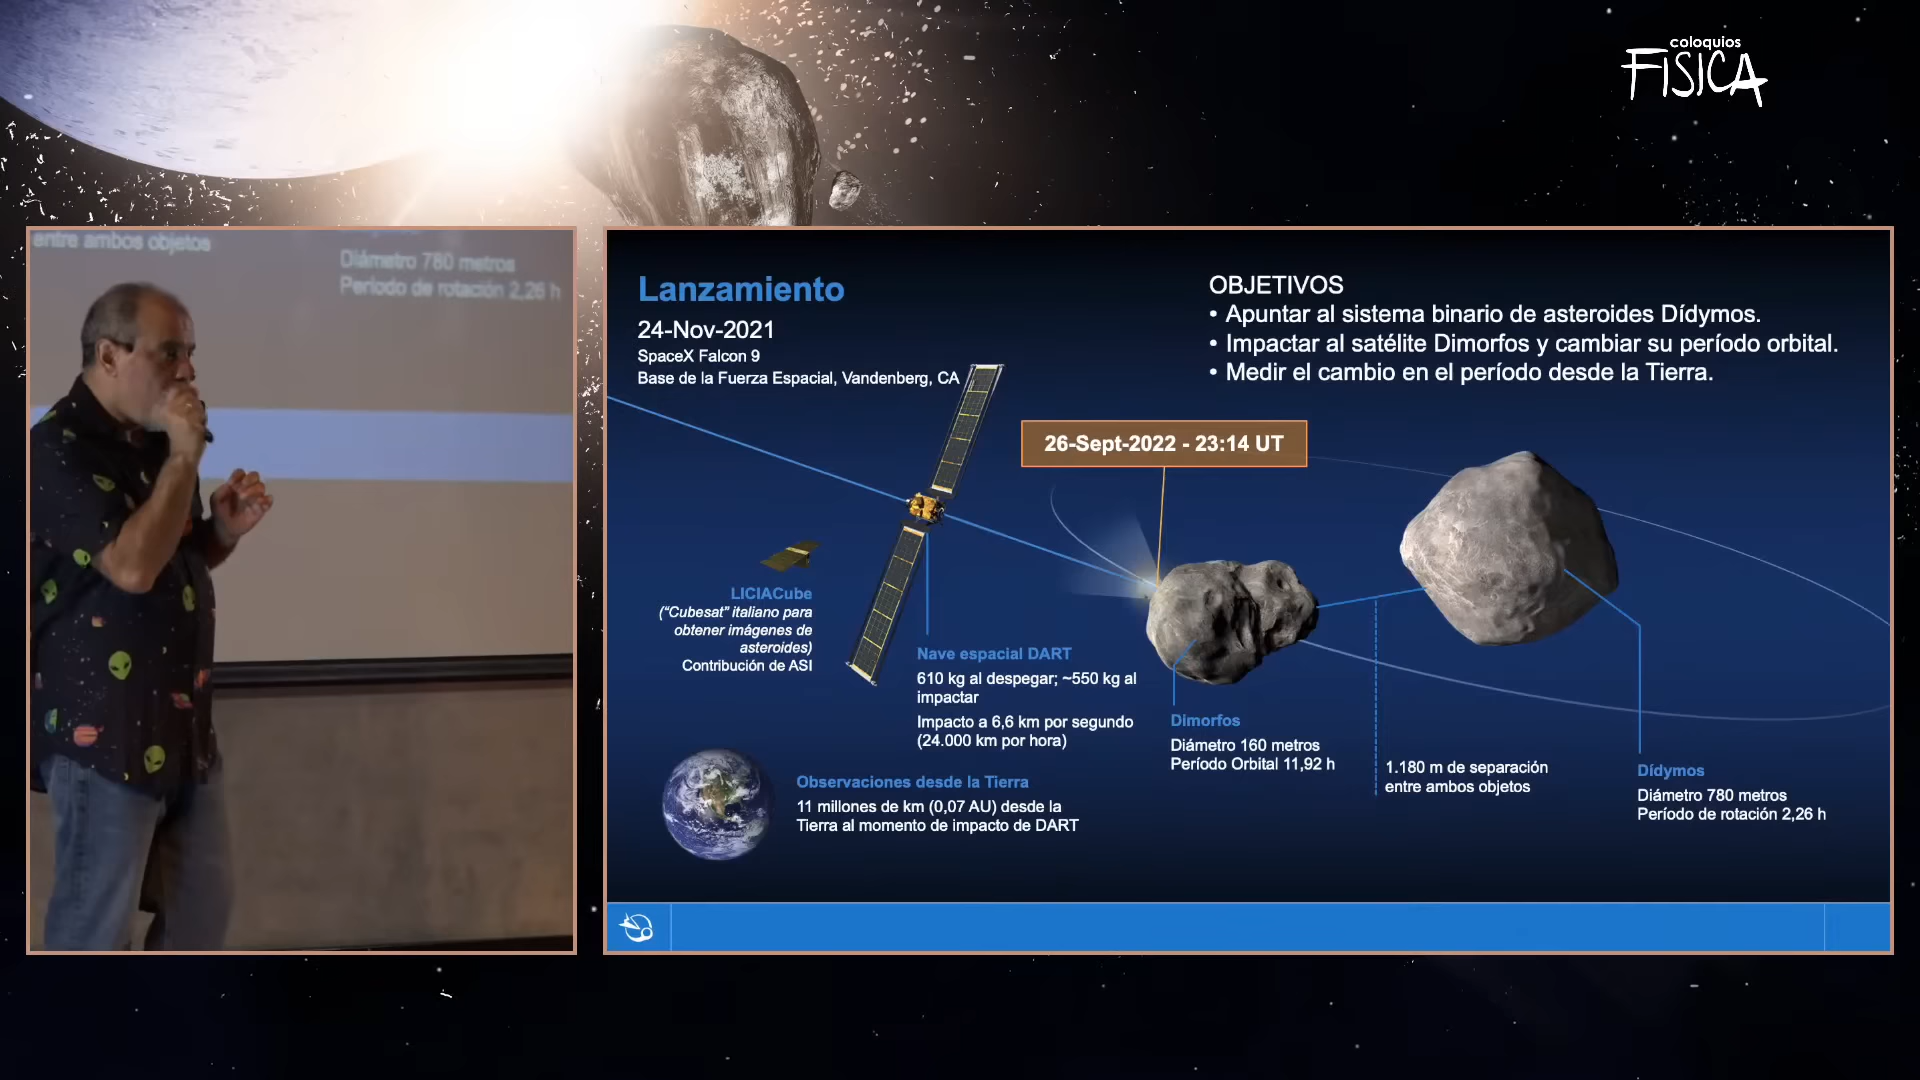 coloquios
FISICA
entre ambos objetos
Diámetro 780 metros
Período de rotación 2,26 h
Lanzamiento
24-Nov-2021
SpaceX Falcon 9
Base de la Fuerza Espacial, Vandenberg, CA
OBJETIVOS
• Apuntar al sistema binario de asteroides Dídymos.
• Impactar al satélite Dimorfos y cambiar su período orbital.
• Medir el cambio en el período desde la Tierra.
26-Sept-2022 - 23:14 UT
LICIACube
("Cubesat" italiano para
obtener imágenes de
asteroides)
Contribución de ASI
Nave espacial DART
610 kg al despegar; ~550 kg al
impactar
Impacto a 6,6 km por segundo
(24.000 km por hora)
Observaciones desde la Tierra
11 millones de km (0,07 AU) desde la
Tierra al momento de impacto de DART
Dimorfos
Diámetro 160 metros
Período Orbital 11,92 h
1.180 m de separación
entre ambos objetos
Dídymos
Diámetro 780 metros
Período de rotación 2,26 h